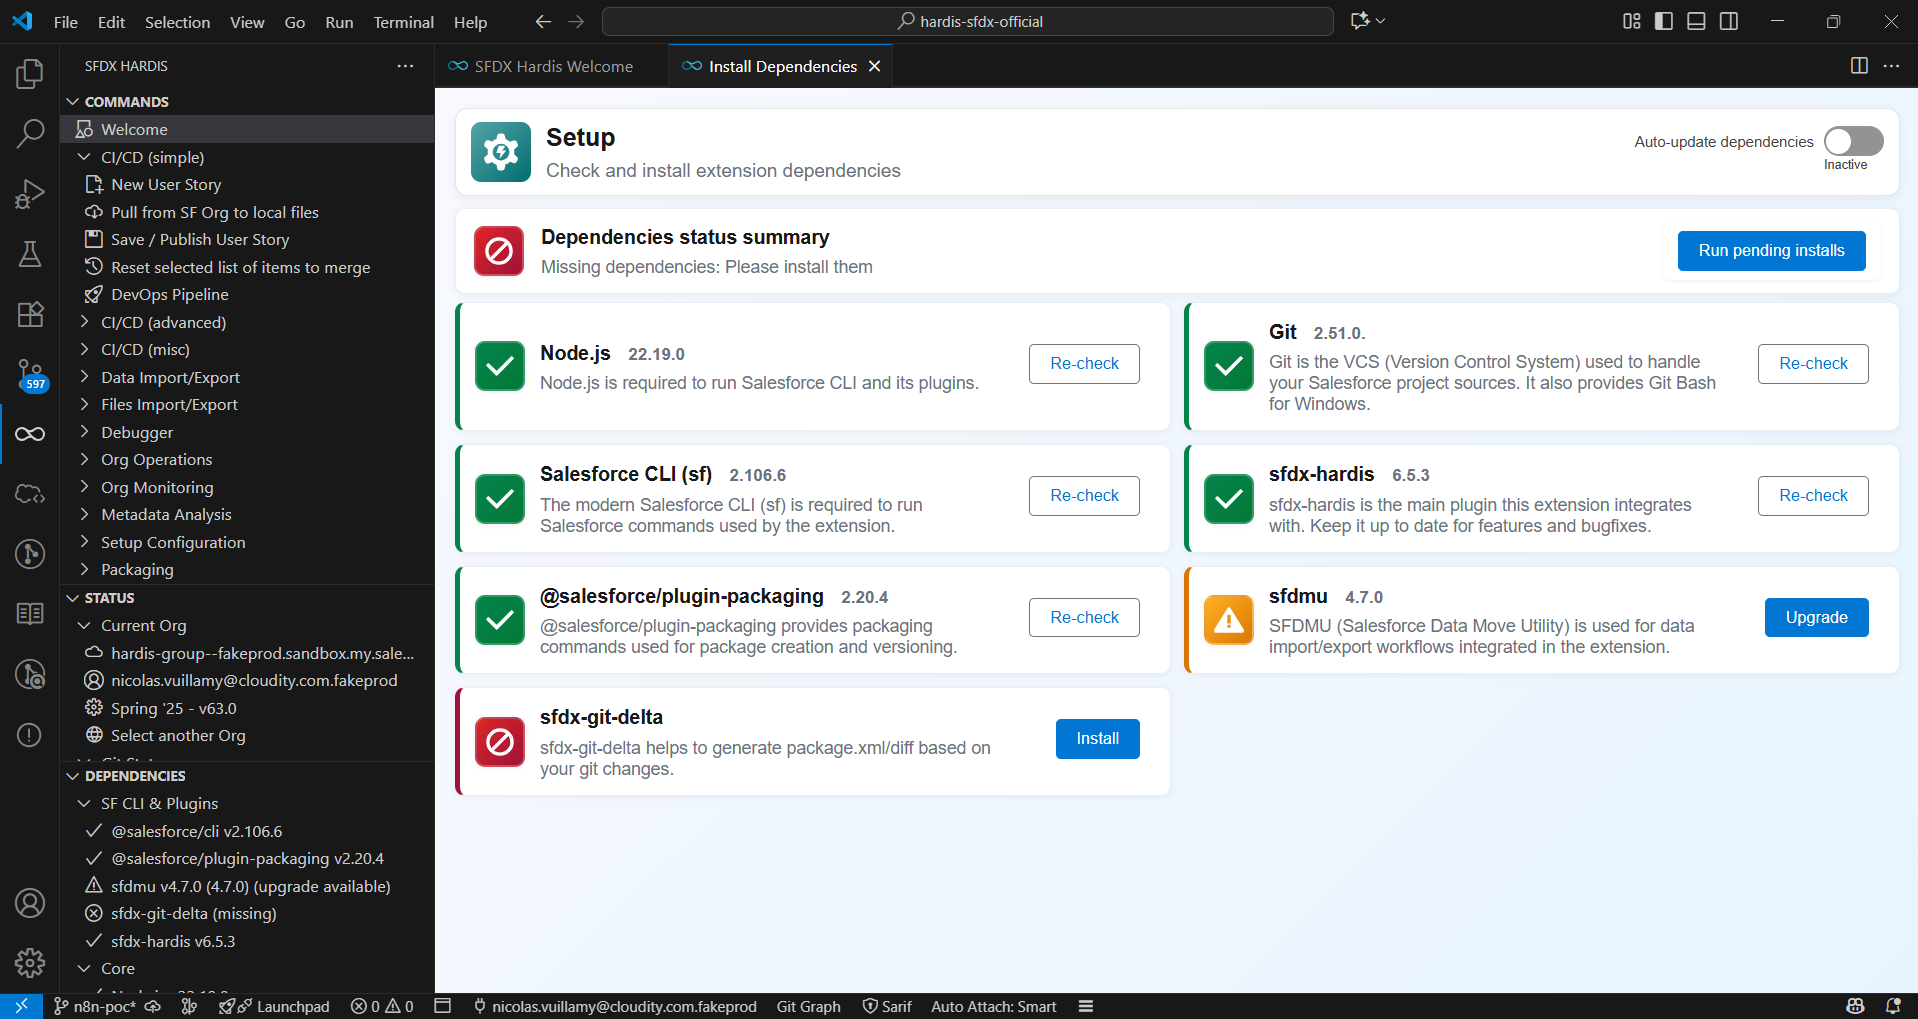 File Edit Selection View Go Run Terminal Help
hardis-sfdx-official
SFDX HARDIS
COMMANDS
Welcome
CI/CD (simple)
New User Story
Pull from SF Org to local files
Save / Publish User Story
Reset selected list of items to merge
DevOps Pipeline
CI/CD (advanced)
CI/CD (misc)
Data Import/Export
Files Import/Export
Debugger
Org Operations
Org Monitoring
Metadata Analysis
Setup Configuration
Packaging
597
STATUS
Current Org
hardis-group--fakeprod.sandbox.my.sale...
nicolas.vuillamy@cloudity.com.fakeprod
Spring '25 - v63.0
Select another Org
DEPENDENCIES
SF CLI & Plugins
@salesforce/cli v2.106.6
@salesforce/plugin-packaging v2.20.4
sfdmu v4.7.0 (4.7.0) (upgrade available)
sfdx-git-delta (missing)
sfdx-hardis v6.5.3
Core
SFDX Hardis Welcome
Install Dependencies
Setup
Check and install extension dependencies
Auto-update dependencies
Inactive
Dependencies status summary
Missing dependencies: Please install them
Run pending installs
Node.js 22.19.0
Node.js is required to run Salesforce CLI and its plugins.
Re-check
Git 2.51.0.
Git is the VCS (Version Control System) used to handle
your Salesforce project sources. It also provides Git Bash
for Windows.
Re-check
Salesforce CLI (sf) 2.106.6
The modern Salesforce CLI (sf) is required to run
Salesforce commands used by the extension.
Re-check
sfdx-hardis 6.5.3
sfdx-hardis is the main plugin this extension integrates
with. Keep it up to date for features and bugfixes.
Re-check
@salesforce/plugin-packaging 2.20.4
@salesforce/plugin-packaging provides packaging
commands used for package creation and versioning.
Re-check
sfdmu 4.7.0
SFDMU (Salesforce Data Move Utility) is used for data
import/export workflows integrated in the extension.
Upgrade
sfdx-git-delta
sfdx-git-delta helps to generate package.xml/diff based on
your git changes.
Install
n8n-poc* Launchpad 0 0 nicolas.vuillamy@cloudity.com.fakeprod Git Graph Sarif Auto Attach: Smart